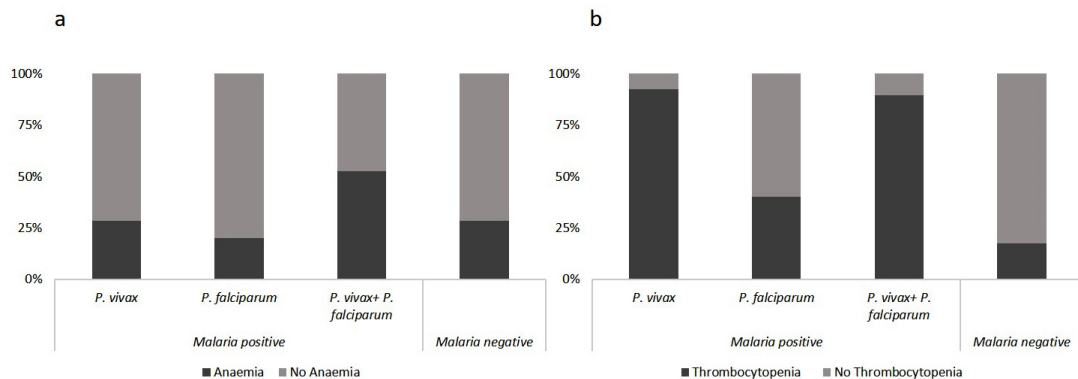 a
100%
75%
50%
25%
0%
P. vivax
P. falciparum
P. vivax+ P.
falciparum
Malaria positive
Malaria negative
Anaemia
No Anaemia
b
100%
75%
50%
25%
0%
P. vivax
P. falciparum
P. vivax+ P.
falciparum
Malaria positive
Malaria negative
Thrombocytopenia
No Thrombocytopenia